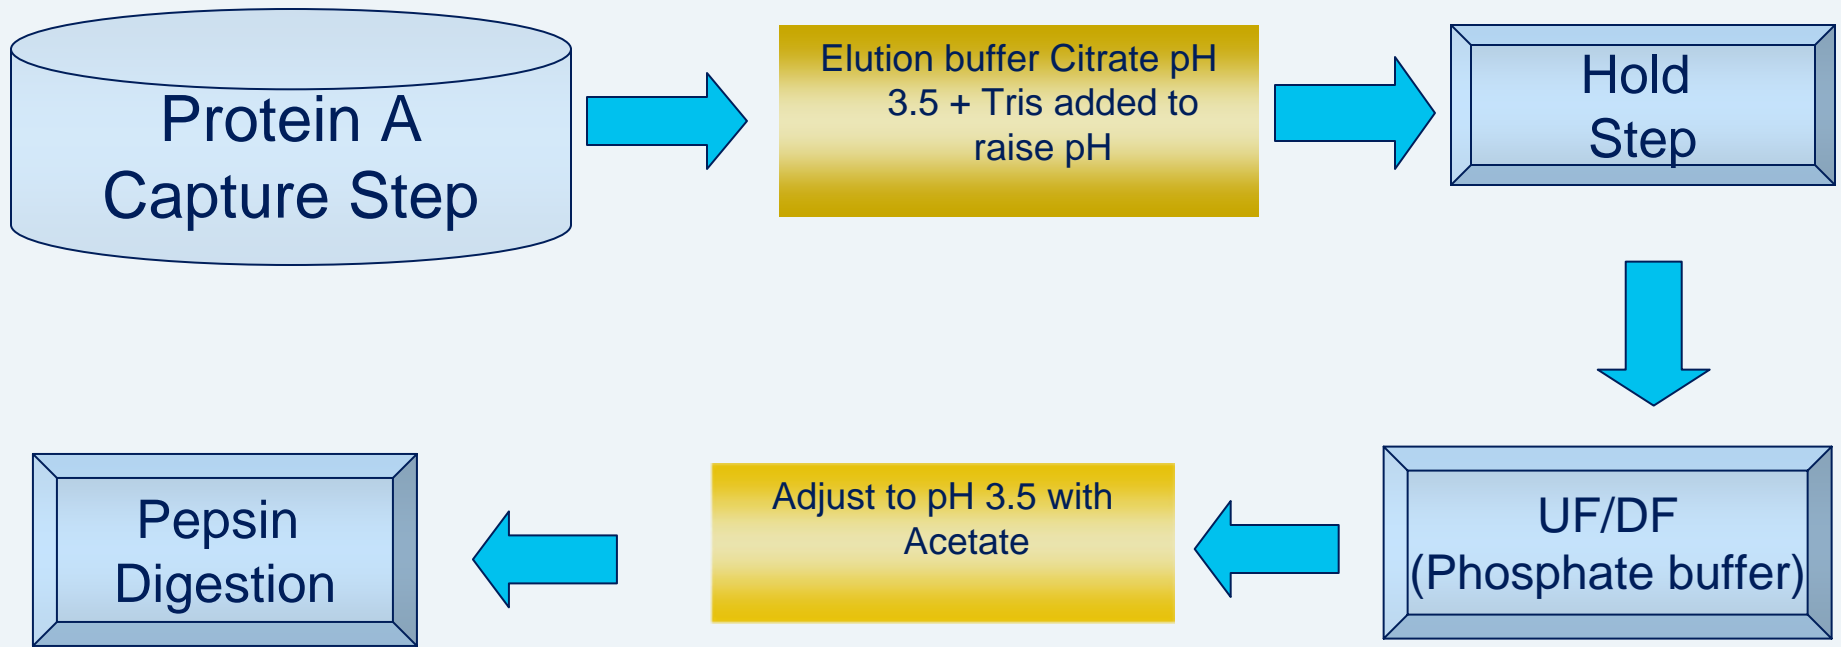 Protein A
Capture Step
Elution buffer Citrate pH
3.5 + Tris added to
raise pH
Hold
Step
UF/DF
(Phosphate buffer)
Adjust to pH 3.5 with
Acetate
Pepsin
Digestion